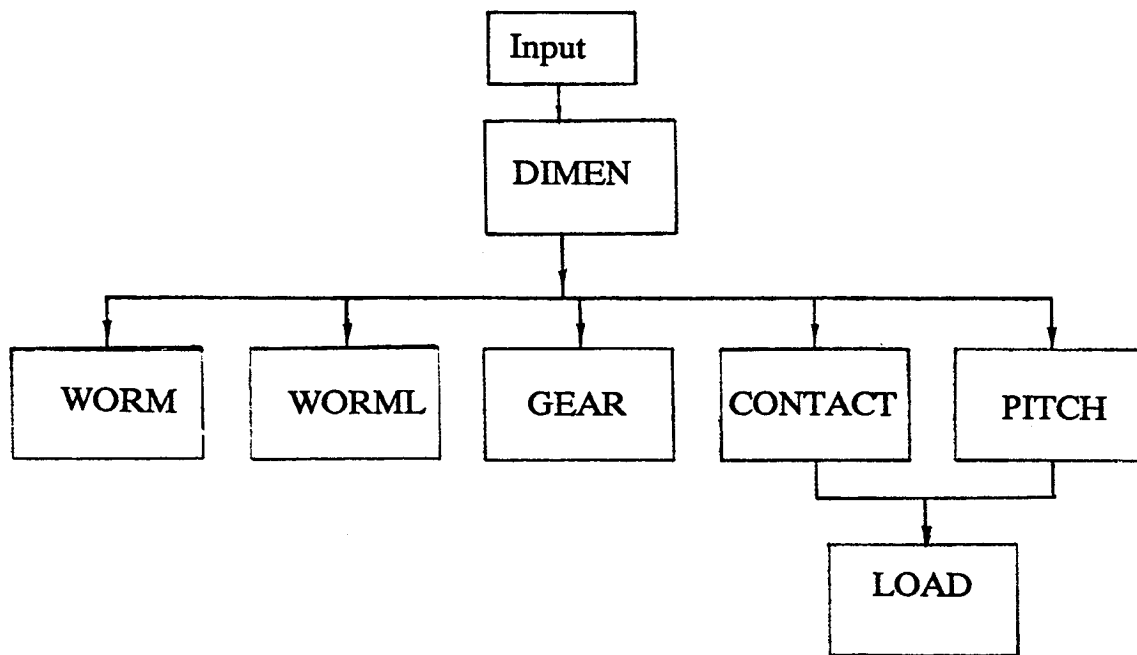 Input
DIMEN
WORM
WORML
GEAR
CONTACT
PITCH
LOAD